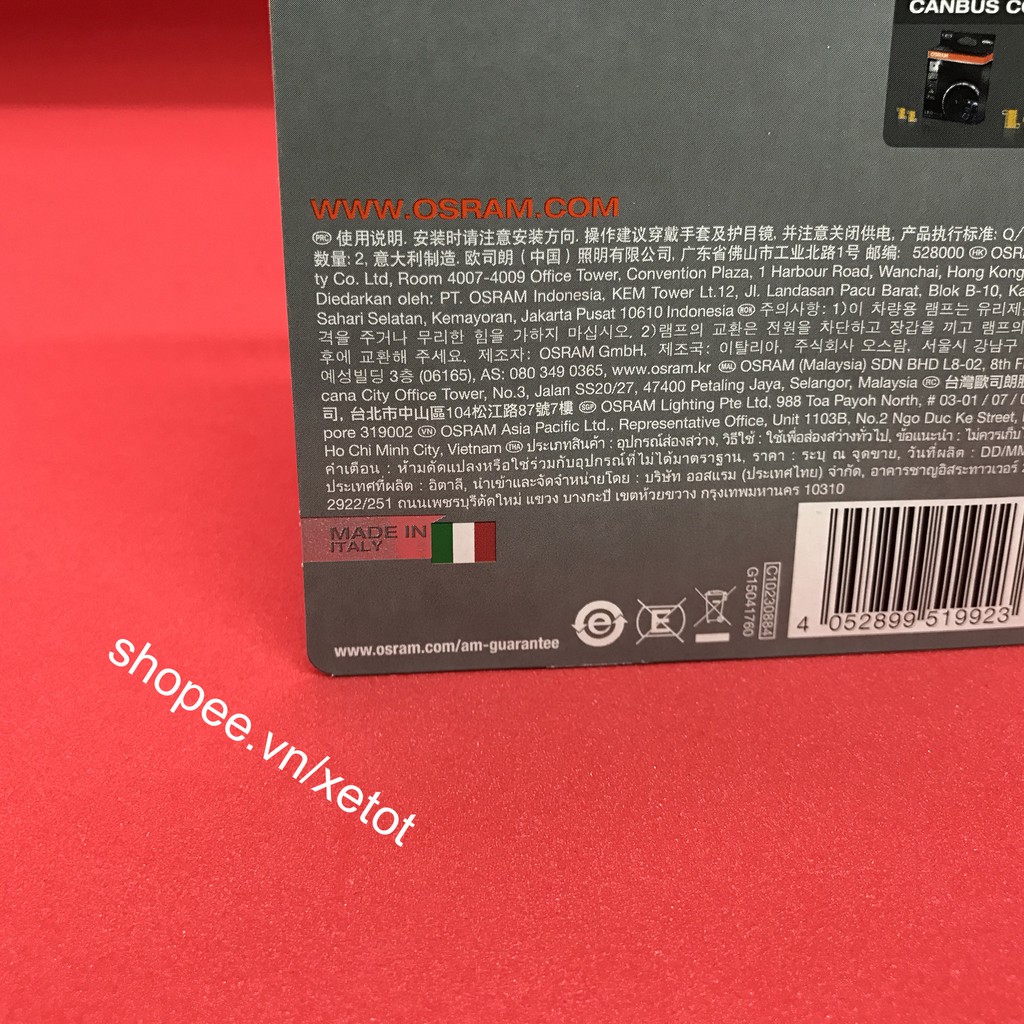 CANBUS CO
WWW.OSRAM.COM
PRC 使用说明. 安装时请注意安装方向. 操作建议穿戴手套及护目镜. 并注意关闭供电, 产品执行标准: Q/
数量: 2, 意大利制造. 欧司朗 (中国) 照明有限公司, 广东省佛山市工业北路1号 邮编: 528000 HK OSR
ty Co. Ltd, Room 4007-4009 Office Tower, Convention Plaza, 1 Harbour Road, Wanchai, Hong Kong
Diedarkan oleh: PT. OSRAM Indonesia, KEM Tower Lt.12, Jl. Landasan Pacu Barat, Blok B-10, Ka
Sahari Selatan, Kemayoran, Jakarta Pusat 10610 Indonesia ROK 주의사항: 1)이 차량용 램프는 유리제
격을 주거나 무리한 힘을 가하지 마십시오. 2)램프의 교환은 전원을 차단하고 장갑을 끼고 램프의
후에 교환해 주세요. 제조자: OSRAM GmbH, 제조국: 이탈리아, 주식회사 오스람, 서울시 강남구
예성빌딩 3층 (06165), AS: 080 349 0365, www.osram.kr MAL OSRAM (Malaysia) SDN BHD L8-02, 8th F
cana City Office Tower, No.3, Jalan SS20/27, 47400 Petaling Jaya, Selangor, Malaysia RC 台灣歐司朗股
司, 台北市中山區104松江路87號7樓 SGP OSRAM Lighting Pte Ltd, 988 Toa Payoh North, # 03-01 / 07 / 0
pore 319002 VN OSRAM Asia Pacific Ltd., Representative Office, Unit 1103B, No.2 Ngo Duc Ke Street,
Ho Chi Minh City, Vietnam THA ประเภทสินค้า : อุปกรณ์ส่องสว่าง, วิธีใช้ : ใช้เพื่อส่องสว่างทั่วไป, ข้อแนะนำ : ไม่ควรเก็บ
คำเตือน : ห้ามดัดแปลงหรือใช้ร่วมกับอุปกรณ์ที่ไม่ได้มาตราฐาน, ราคา : ระบุ ณ จุดขาย, วันที่ผลิต : DD/MM
ประเทศที่ผลิต : อิตาลี, นำเข้าและจัดจำหน่ายโดย : บริษัท ออสแรม (ประเทศไทย) จำกัด, อาคารชาญอิสระทาวเวอร์
2922/251 ถนนเพชรบุรีตัดใหม่ แขวง บางกะปิ เขตห้วยขวาง กรุงเทพมหานคร 10310
MADE IN
ITALY
C10230884
G15041760
4 052899 519923
www.osram.com/am-guarantee
shopee.vn/xetot